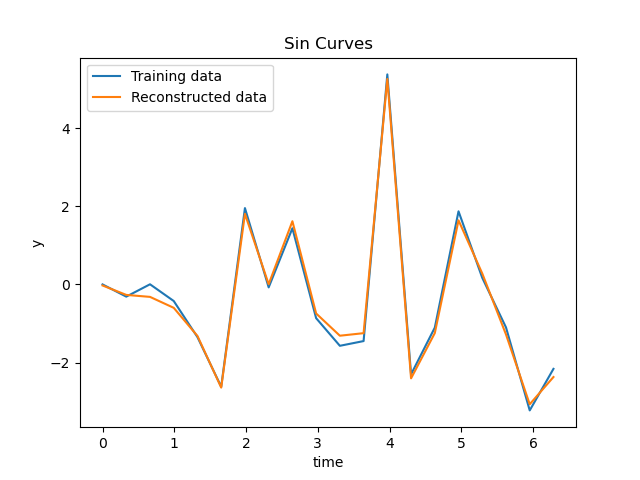 Sin Curves
Training data
Reconstructed data
y
4
2
0
−2
0 1 2 3 4 5 6
time